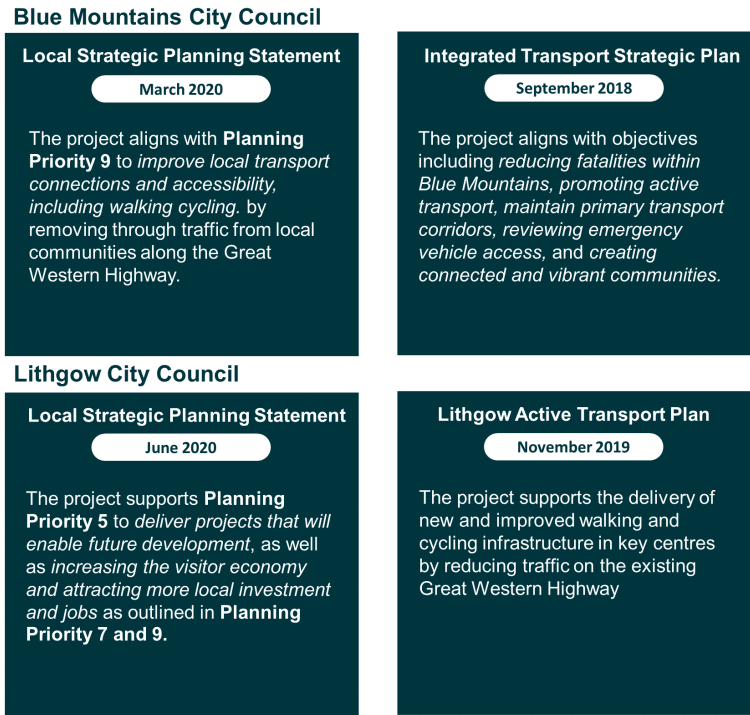 Blue Mountains City Council
Local Strategic Planning Statement
March 2020
The project aligns with Planning
Priority 9 to improve local transport
connections and accessibility,
including walking cycling. by
removing through traffic from local
communities along the Great
Western Highway.
Integrated Transport Strategic Plan
September 2018
The project aligns with objectives
including reducing fatalities within
Blue Mountains, promoting active
transport, maintain primary transport
corridors, reviewing emergency
vehicle access, and creating
connected and vibrant communities.
Lithgow City Council
Local Strategic Planning Statement
June 2020
The project supports Planning
Priority 5 to deliver projects that will
enable future development, as well
as increasing the visitor economy
and attracting more local investment
and jobs as outlined in Planning
Priority 7 and 9.
Lithgow Active Transport Plan
November 2019
The project supports the delivery of
new and improved walking and
cycling infrastructure in key centres
by reducing traffic on the existing
Great Western Highway